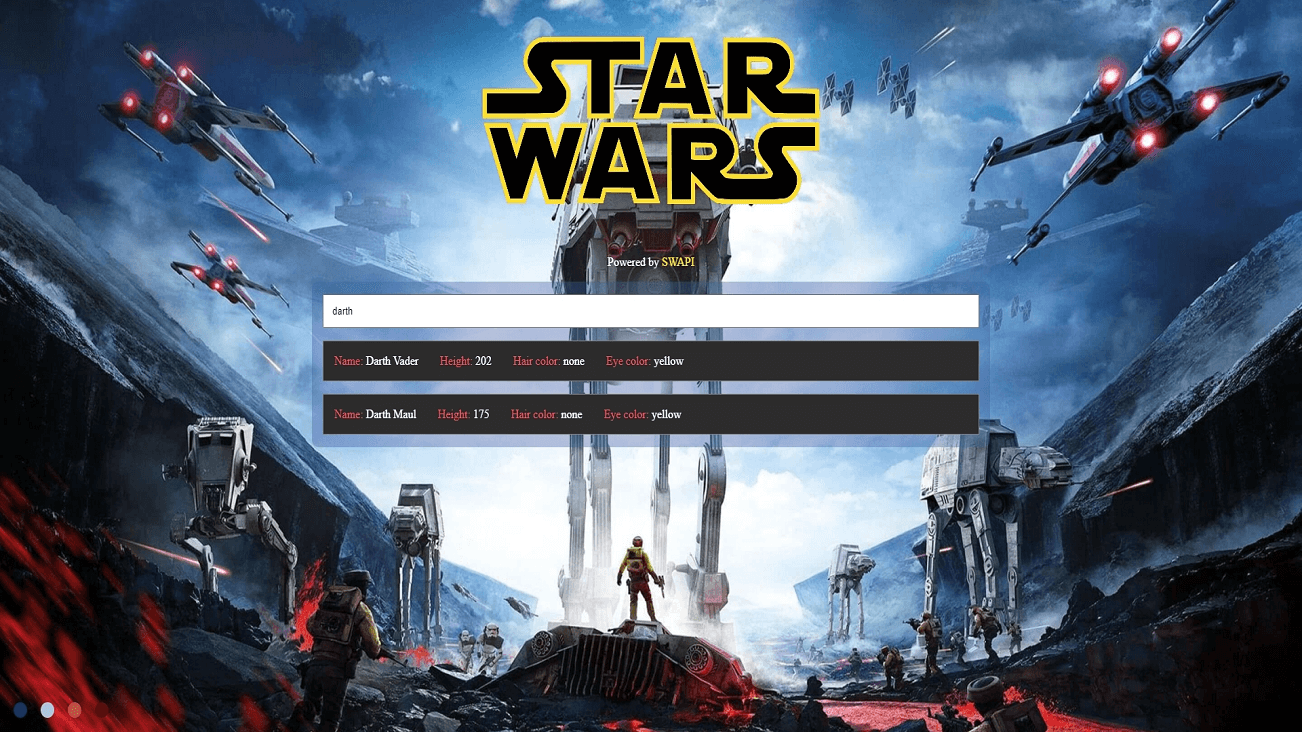 STAR
WARS
Powered by SWAPI
darth
Name: Darth Vader Height: 202 Hair color: none Eye color: yellow
Name: Darth Maul Height: 175 Hair color: none Eye color: yellow